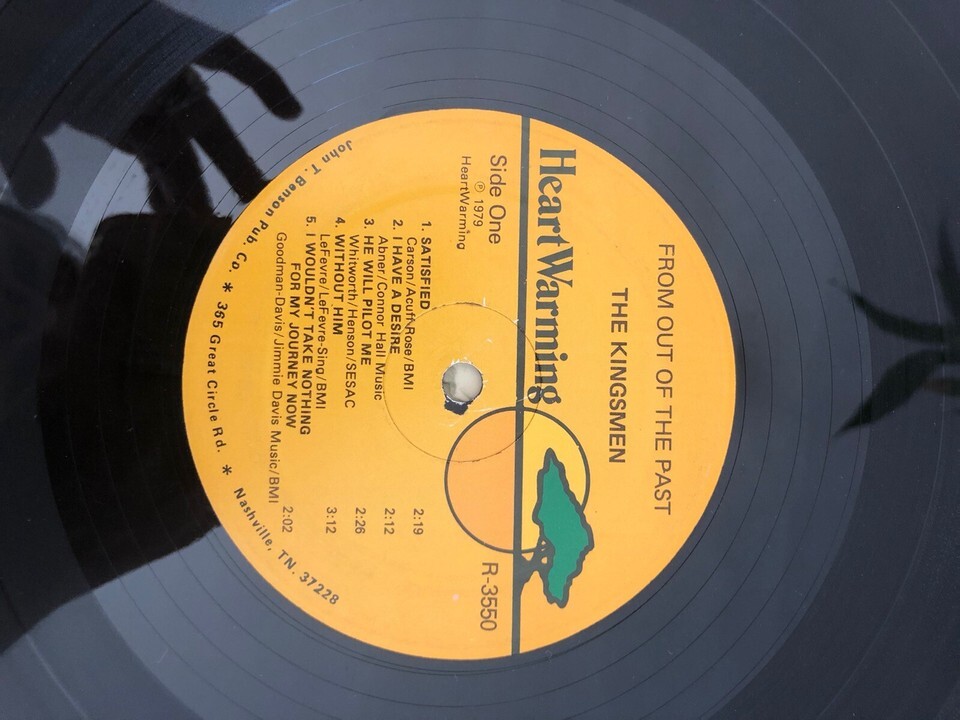 FROM OUT OF THE PAST
THE KINGSMEN
HeartWarming
Side One
℗ 1979
HeartWarming
R-3550
1. SATISFIED 2:19
Carson/Acuff-Rose/BMI
2. I HAVE A DESIRE 2:12
Abner/Connor Hall Music
3. HE WILL PILOT ME 2:26
Whitworth/Henson/SESAC
4. WITHOUT HIM 3:12
LeFevre/LeFevre-Sing/BMI
5. I WOULDN'T TAKE NOTHING
FOR MY JOURNEY NOW 2:02
Goodman-Davis/Jimmie Davis Music/BMI
John T. Benson Pub. Co. * 365 Great Circle Rd. * Nashville, TN. 37228